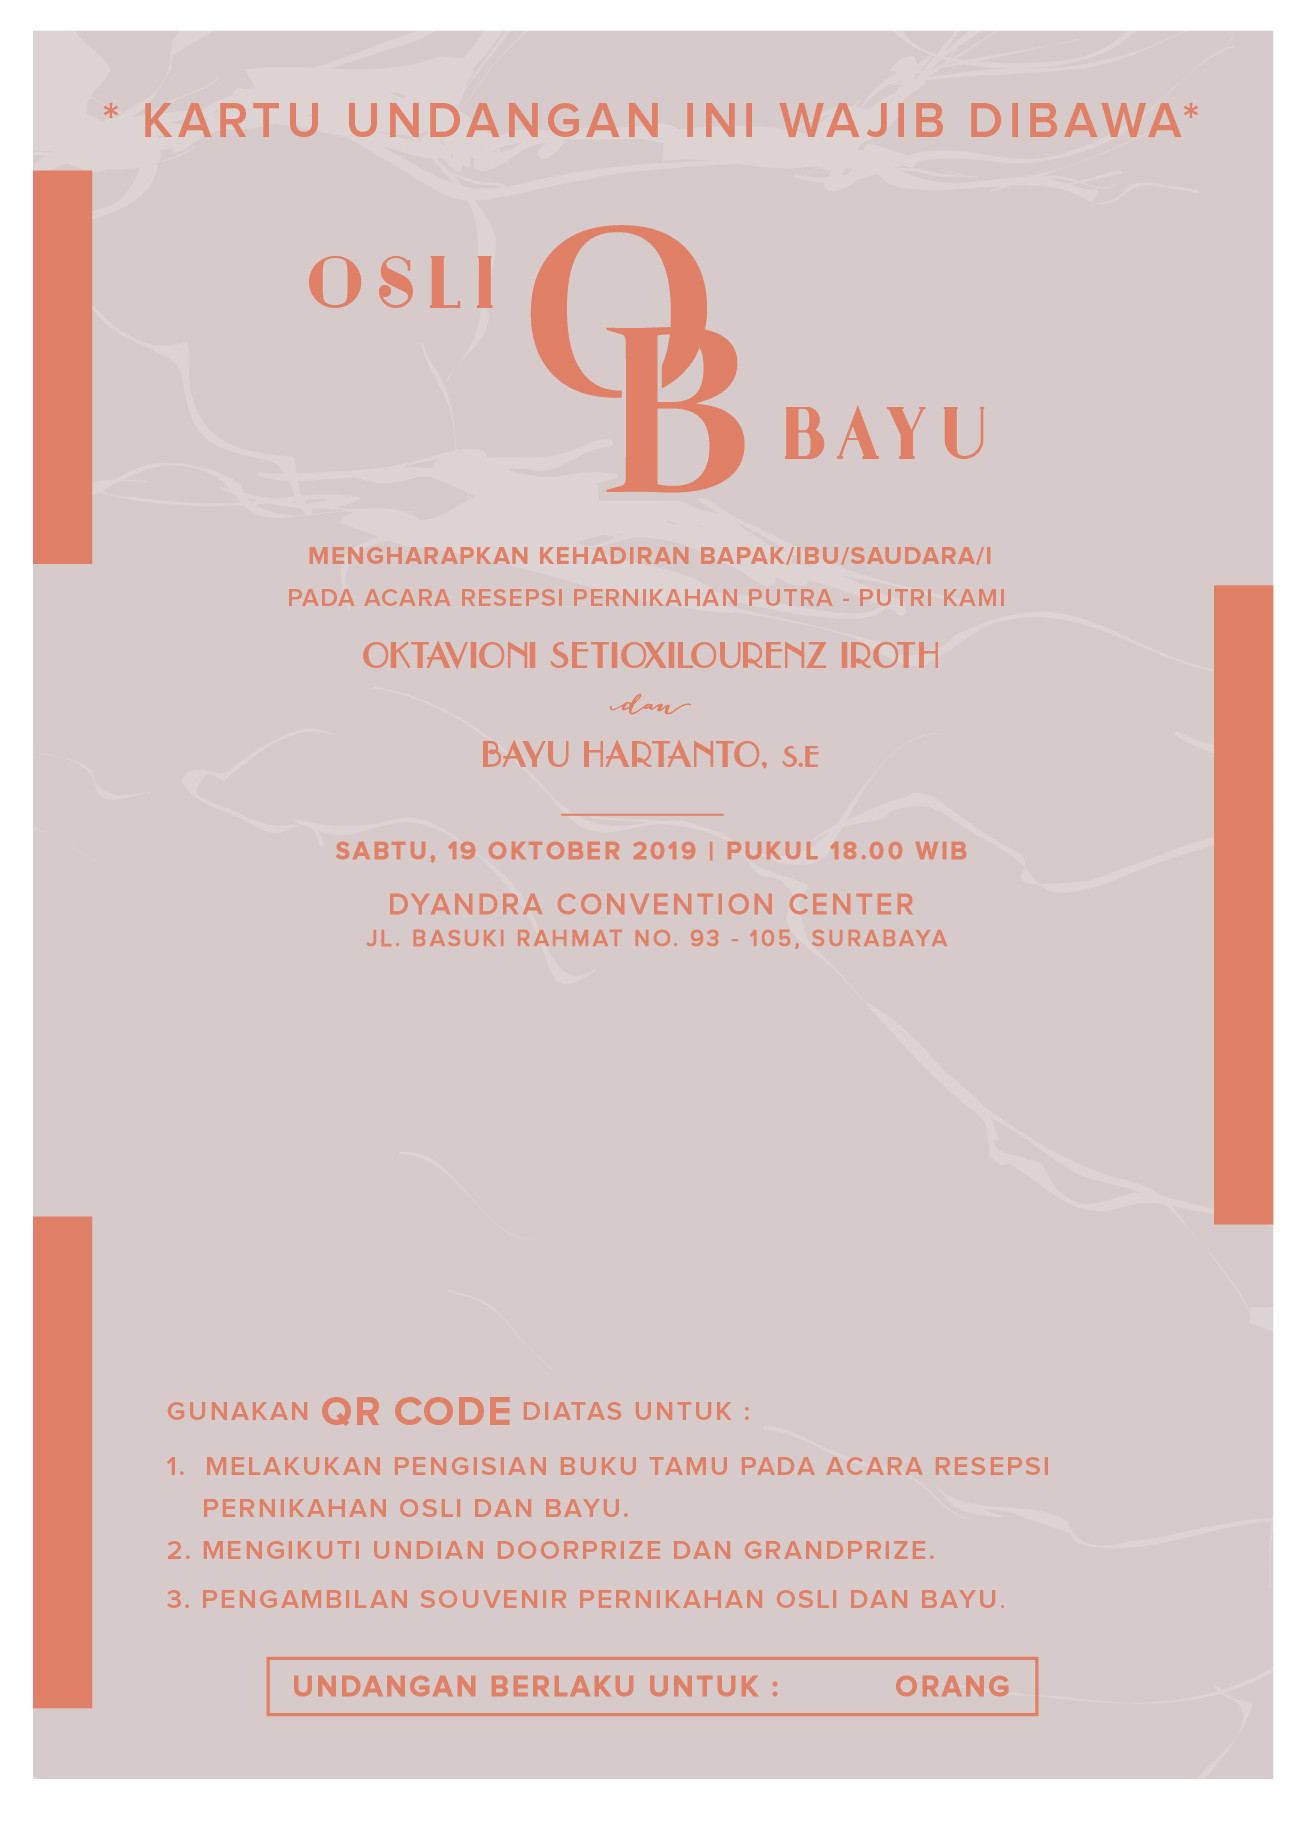 * KARTU UNDANGAN INI WAJIB DIBAWA*
OSLI
OB
BAYU
MENGHARAPKAN KEHADIRAN BAPAK/IBU/SAUDARA/I
PADA ACARA RESEPSI PERNIKAHAN PUTRA - PUTRI KAMI
OKTAVIONI SETIOXILOURENZ IROTH
dan
BAYU HARTANTO, S.E
SABTU, 19 OKTOBER 2019 | PUKUL 18.00 WIB
DYANDRA CONVENTION CENTER
JL. BASUKI RAHMAT NO. 93 - 105, SURABAYA
GUNAKAN QR CODE DIATAS UNTUK :
1. MELAKUKAN PENGISIAN BUKU TAMU PADA ACARA RESEPSI
PERNIKAHAN OSLI DAN BAYU.
2. MENGIKUTI UNDIAN DOORPRIZE DAN GRANDPRIZE.
3. PENGAMBILAN SOUVENIR PERNIKAHAN OSLI DAN BAYU.
UNDANGAN BERLAKU UNTUK : ORANG